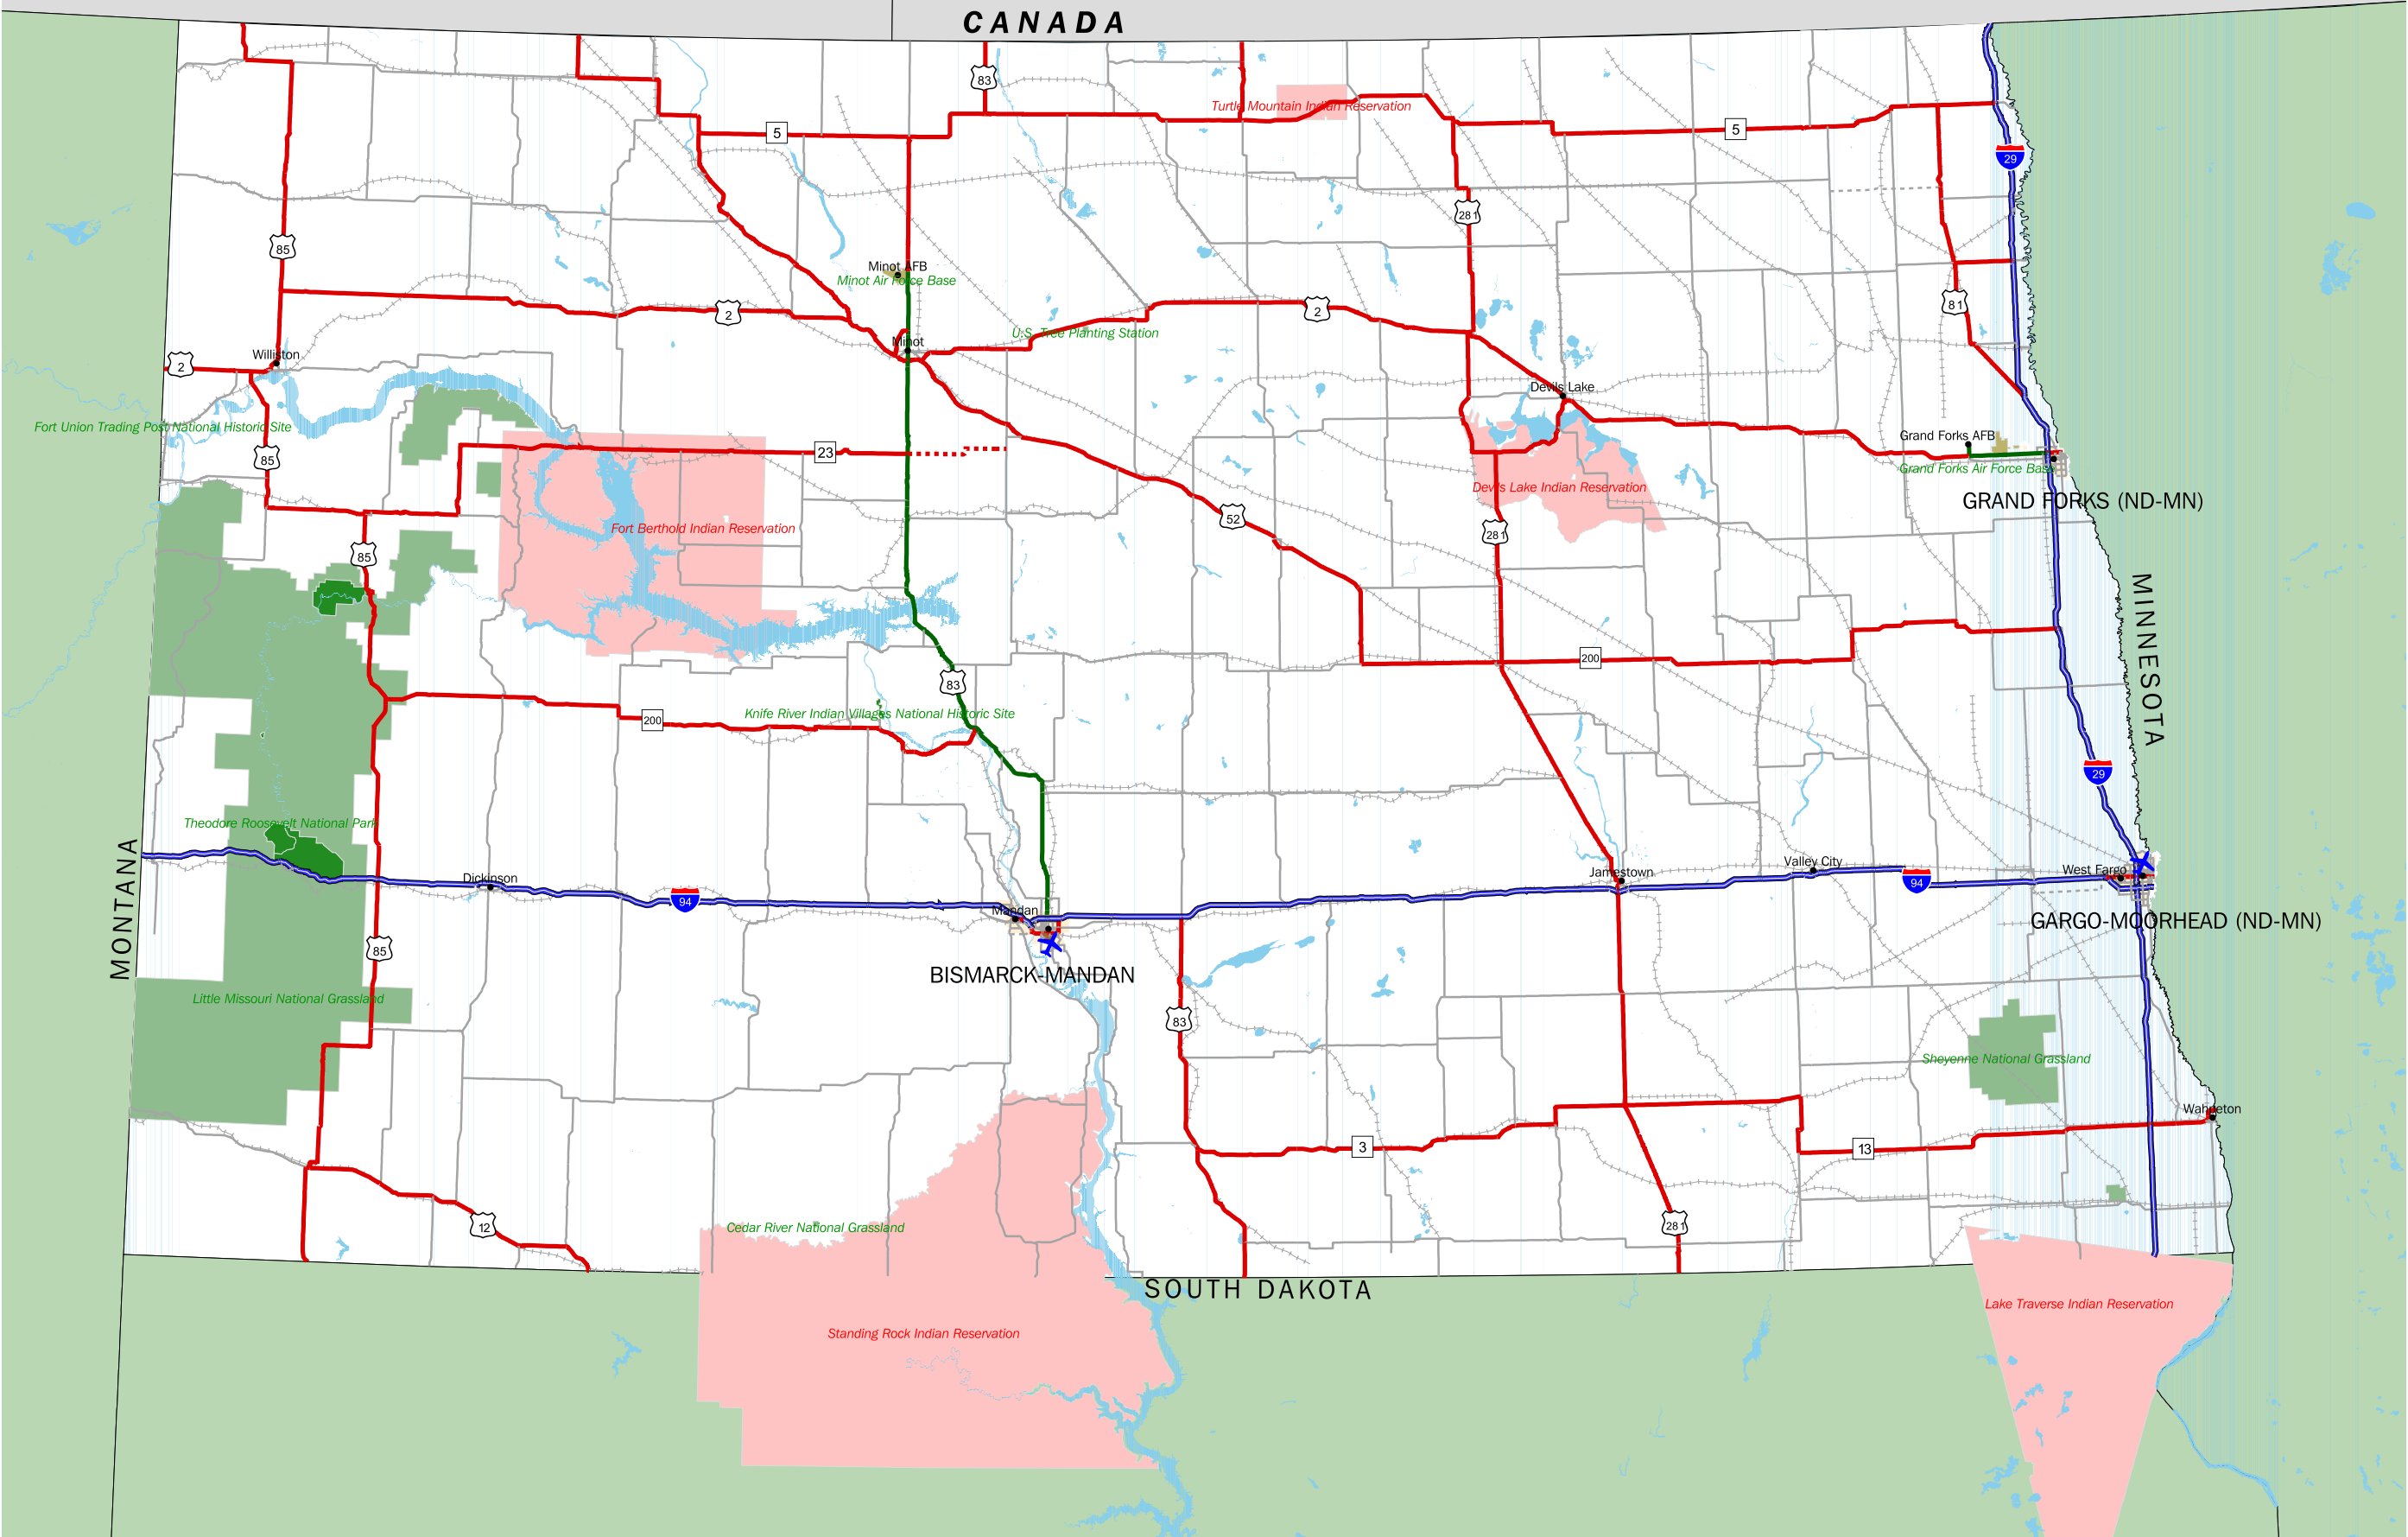 CANADA
83
Turtle Mountain Indian Reservation
5
5
29
281
85
Minot AFB
Minot Air Force Base
81
2
2
U.S. Tree Planting Station
Minot
Williston
2
Devils Lake
Fort Union Trading Post National Historic Site
Grand Forks AFB
23
85
Grand Forks Air Force Base
Devils Lake Indian Reservation
GRAND FORKS (ND-MN)
52
Fort Berthold Indian Reservation
281
85
MINNESOTA
200
83
Knife River Indian Villages National Historic Site
200
29
Theodore Roosevelt National Park
MONTANA
Valley City
West Fargo
Jamestown
Dickinson
94
94
Mandan
GARGO-MOORHEAD (ND-MN)
85
BISMARCK-MANDAN
Little Missouri National Grassland
83
Sheyenne National Grassland
Wahpeton
3
13
12
281
Cedar River National Grassland
SOUTH DAKOTA
Lake Traverse Indian Reservation
Standing Rock Indian Reservation